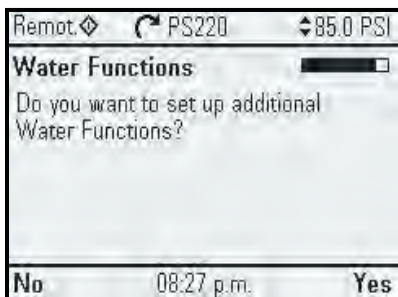 Remot. PS220 85.0 PSI
Water Functions
Do you want to set up additional
Water Functions?
No 08:27 p.m. Yes